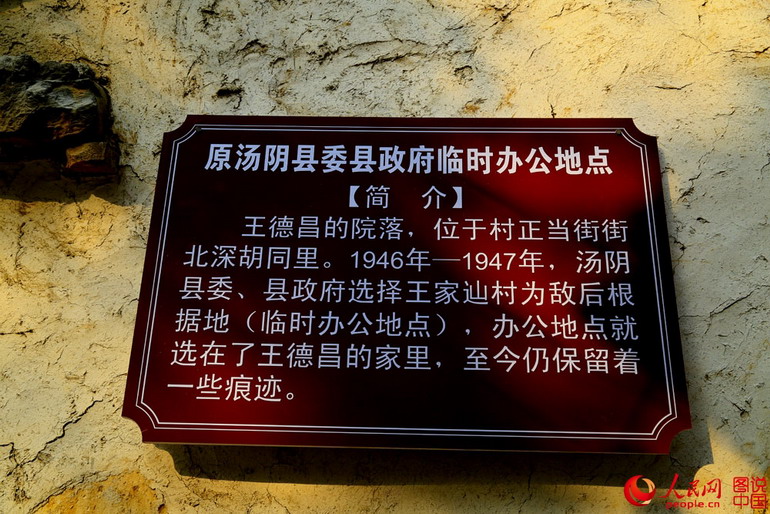 原汤阴县委县政府临时办公地点
【简 介】
王德昌的院落，位于村正当街街
北深胡同里。1946年—1947年，汤阴
县委、县政府选择王家辿村为敌后根
据地（临时办公地点），办公地点就
选在了王德昌的家里，至今仍保留着
一些痕迹。
人民网
people.cn
图说
中国